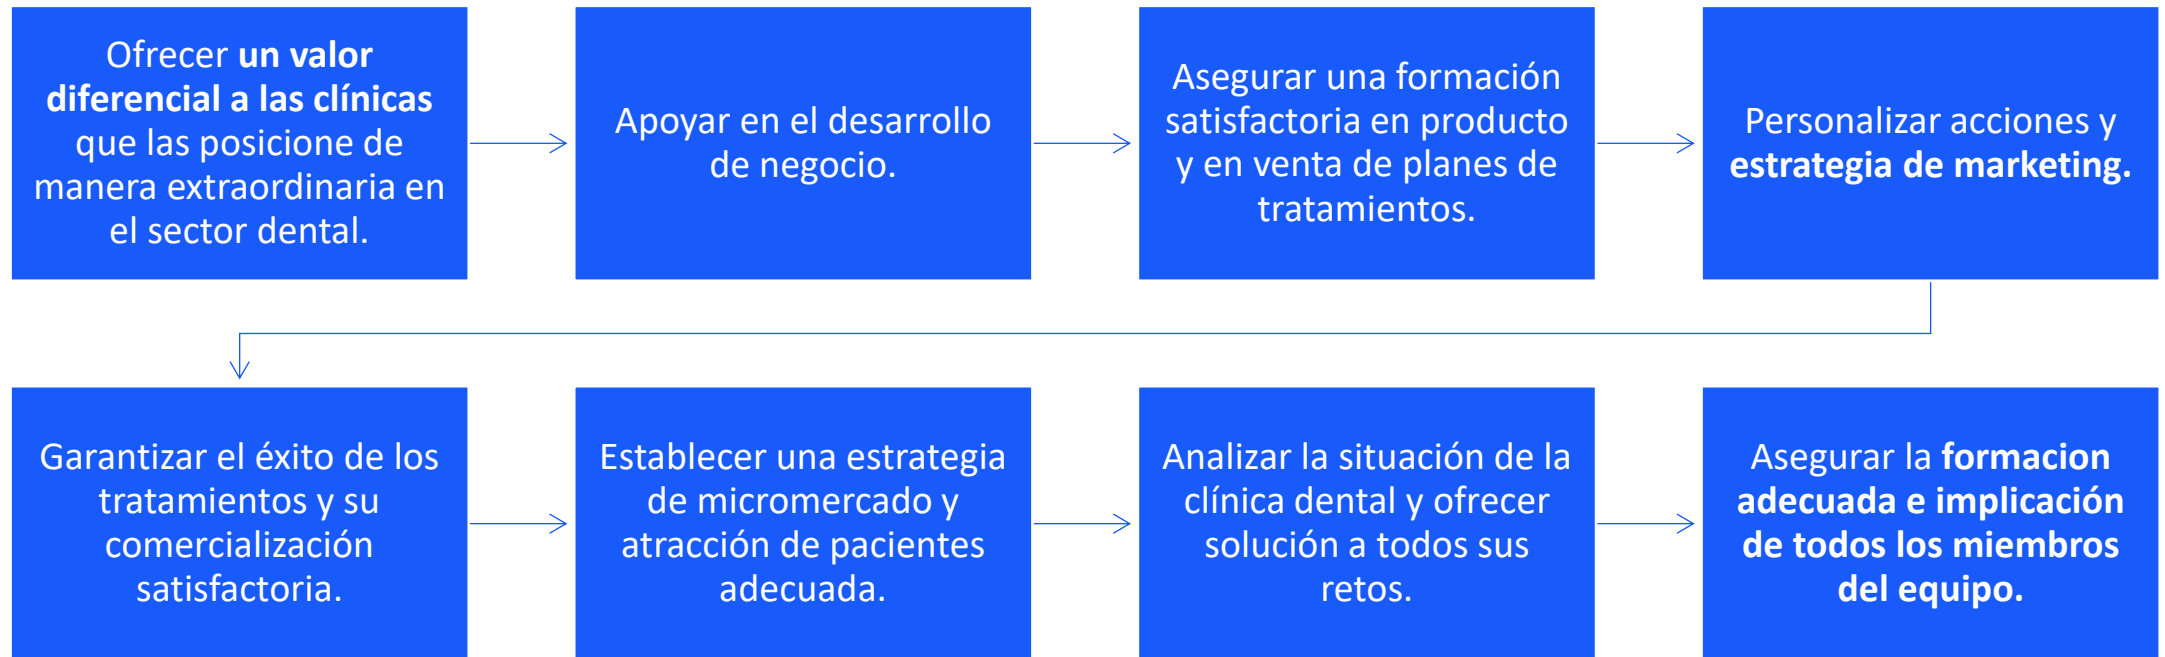 Ofrecer un valor
diferencial a las clínicas
que las posicione de
manera extraordinaria en
el sector dental.
Apoyar en el desarrollo
de negocio.
Asegurar una formación
satisfactoria en producto
y en venta de planes de
tratamientos.
Personalizar acciones y
estrategia de marketing.
Garantizar el éxito de los
tratamientos y su
comercialización
satisfactoria.
Establecer una estrategia
de micromercado y
atracción de pacientes
adecuada.
Analizar la situación de la
clínica dental y ofrecer
solución a todos sus
retos.
Asegurar la formacion
adecuada e implicación
de todos los miembros
del equipo.